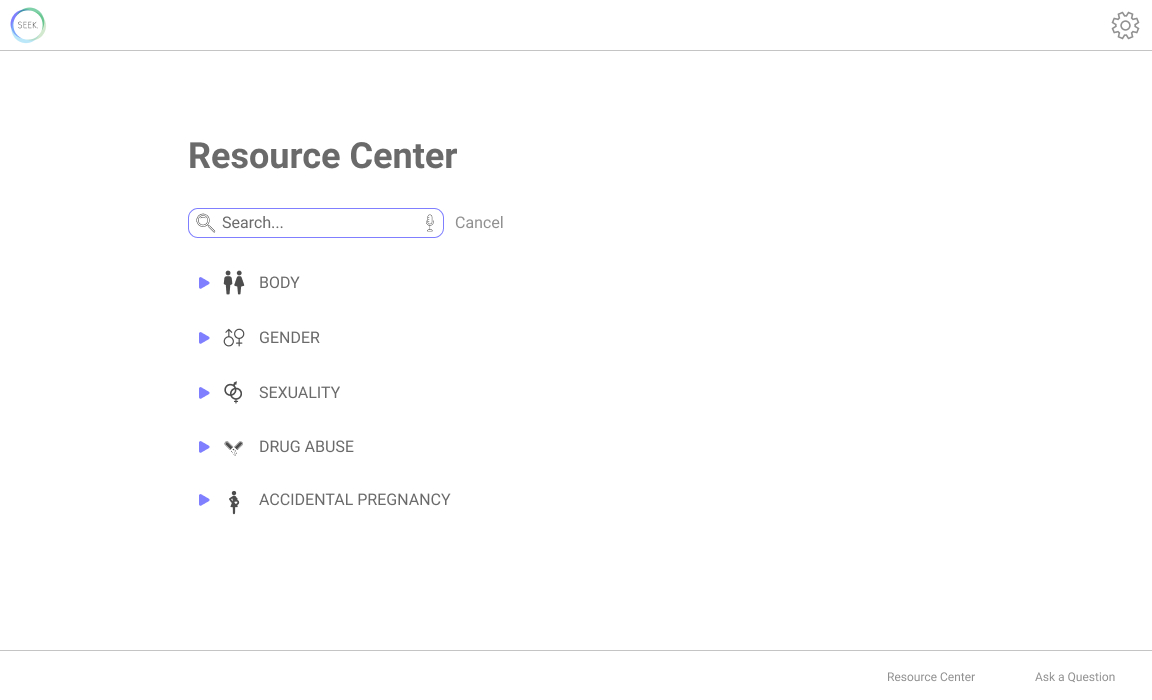 SEEK.
Resource Center
Search... Cancel
BODY
GENDER
SEXUALITY
DRUG ABUSE
ACCIDENTAL PREGNANCY
Resource Center Ask a Question